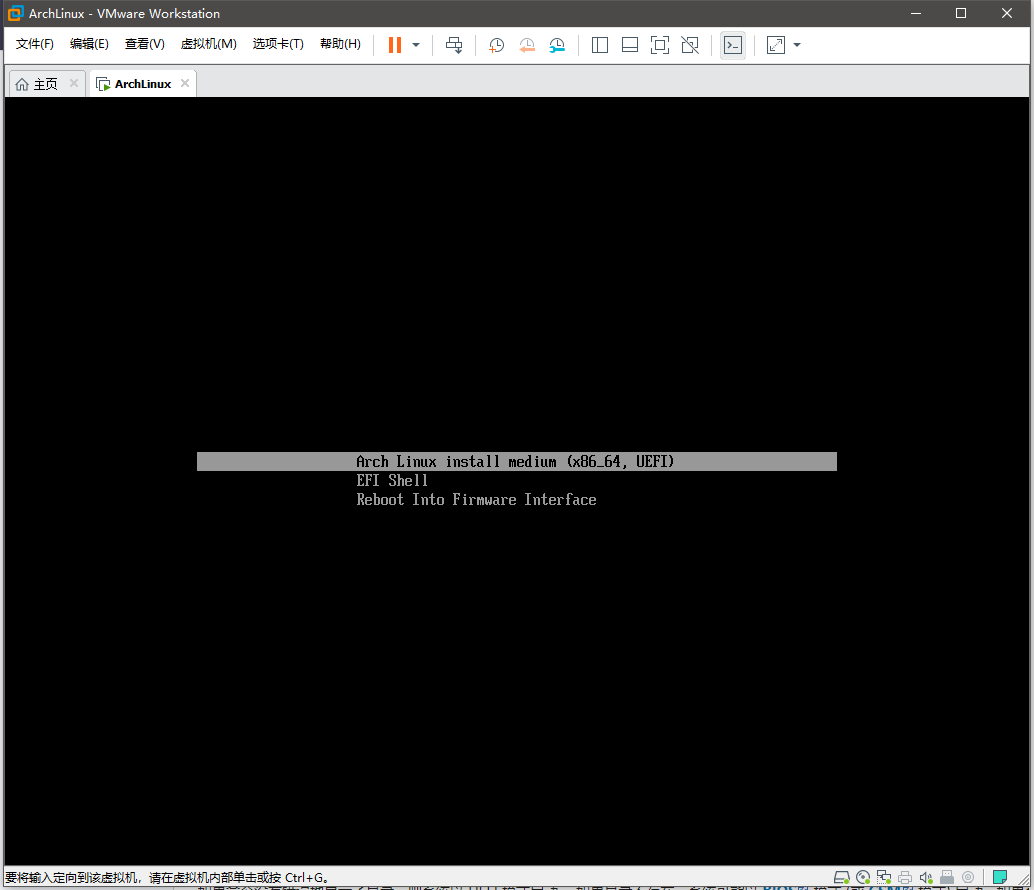 ArchLinux - VMware Workstation
文件(F) 编辑(E) 查看(V) 虚拟机(M) 选项卡(T) 帮助(H)
主页 ArchLinux
Arch Linux install medium (x86_64, UEFI)
EFI Shell
Reboot Into Firmware Interface
要将输入定向到该虚拟机，请在虚拟机内部单击或按 Ctrl+G。